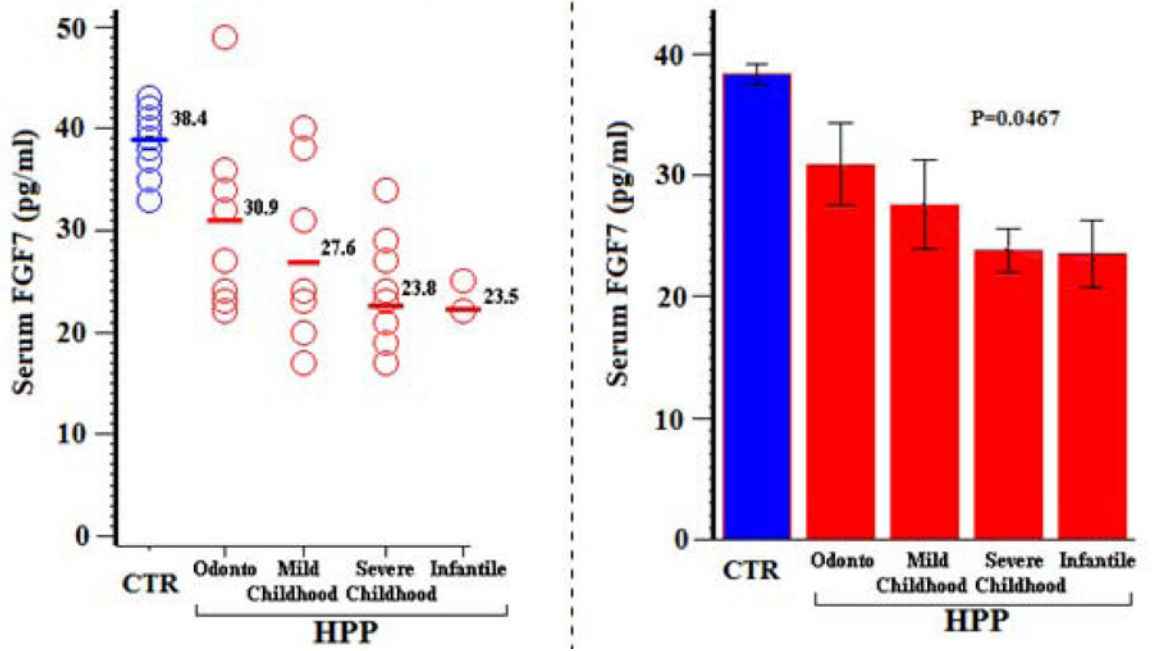 Serum FGF7 (pg/ml)
50
40
30
20
10
0
38.4
30.9
27.6
23.8
23.5
CTR
Odonto
Mild
Childhood
Severe
Childhood
Infantile
HPP
Serum FGF7 (pg/ml)
40
30
20
10
0
P=0.0467
CTR
Odonto
Mild
Childhood
Severe
Childhood
Infantile
HPP